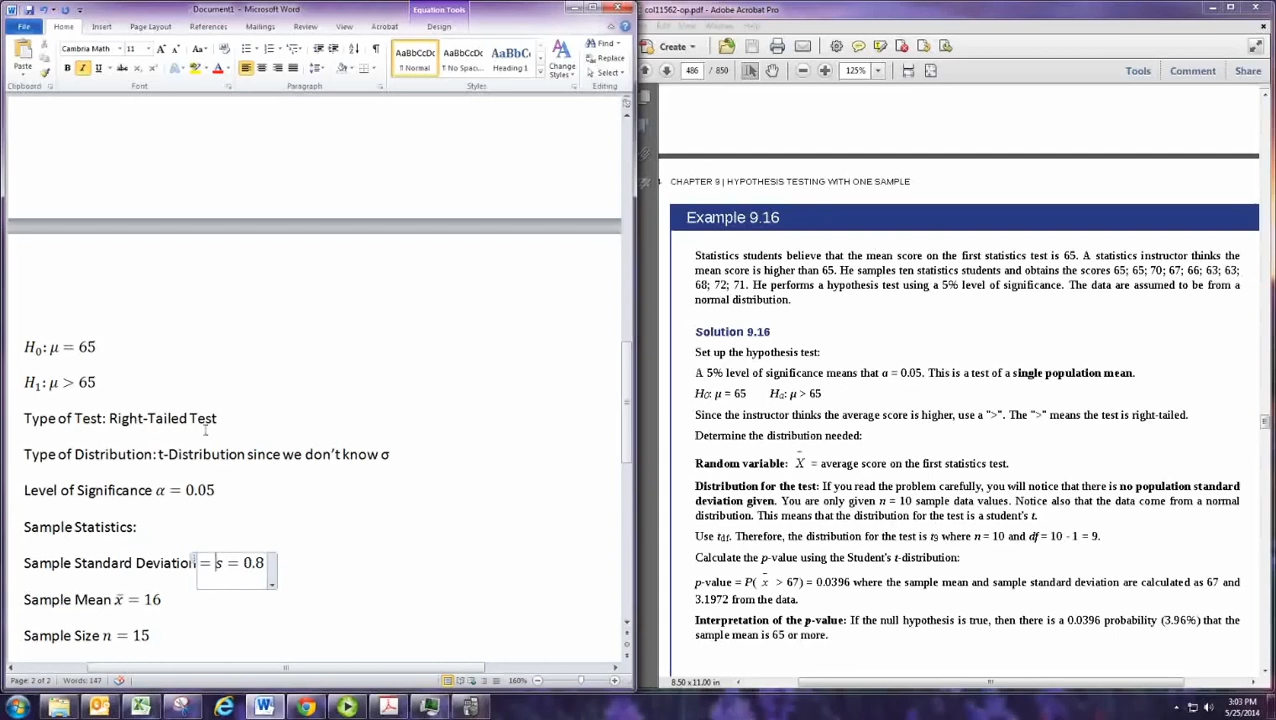 Document1 - Microsoft Word
Equation Tools
File Home Insert Page Layout References Mailings Review View Add-Ins Acrobat Design
Cambria Math 11
Paste
Clipboard
Font
Paragraph
AaBbCcDc AaBbCcDc AaBbCc
¶ Normal ¶ No Spaci... Heading 1
Change Styles
Styles
Find
Replace
Select
Editing
H₀: μ = 65
H₁: μ > 65
Type of Test: Right-Tailed Test
Type of Distribution: t-Distribution since we don't know σ
Level of Significance α = 0.05
Sample Statistics:
Sample Standard Deviation = s = 0.8
Sample Mean x̄ = 16
Sample Size n = 15
Page: 2 of 2 Words: 147 160%
col11562-op.pdf - Adobe Acrobat Pro
Create
486 / 850 125%
Tools Comment Share
CHAPTER 9 | HYPOTHESIS TESTING WITH ONE SAMPLE
Example 9.16
Statistics students believe that the mean score on the first statistics test is 65. A statistics instructor thinks the
mean score is higher than 65. He samples ten statistics students and obtains the scores 65; 65; 70; 67; 66; 63; 63;
68; 72; 71. He performs a hypothesis test using a 5% level of significance. The data are assumed to be from a
normal distribution.
Solution 9.16
Set up the hypothesis test:
A 5% level of significance means that α = 0.05. This is a test of a single population mean.
H₀: μ = 65 Hₐ: μ > 65
Since the instructor thinks the average score is higher, use a ">". The ">" means the test is right-tailed.
Determine the distribution needed:
Random variable: X̄ = average score on the first statistics test.
Distribution for the test: If you read the problem carefully, you will notice that there is no population standard
deviation given. You are only given n = 10 sample data values. Notice also that the data come from a normal
distribution. This means that the distribution for the test is a student's t.
Use tdf. Therefore, the distribution for the test is t9 where n = 10 and df = 10 - 1 = 9.
Calculate the p-value using the Student's t-distribution:
p-value = P( x̄ > 67) = 0.0396 where the sample mean and sample standard deviation are calculated as 67 and
3.1972 from the data.
Interpretation of the p-value: If the null hypothesis is true, then there is a 0.0396 probability (3.96%) that the
sample mean is 65 or more.
8.50 x 11.00 in
3:03 PM
5/25/2014